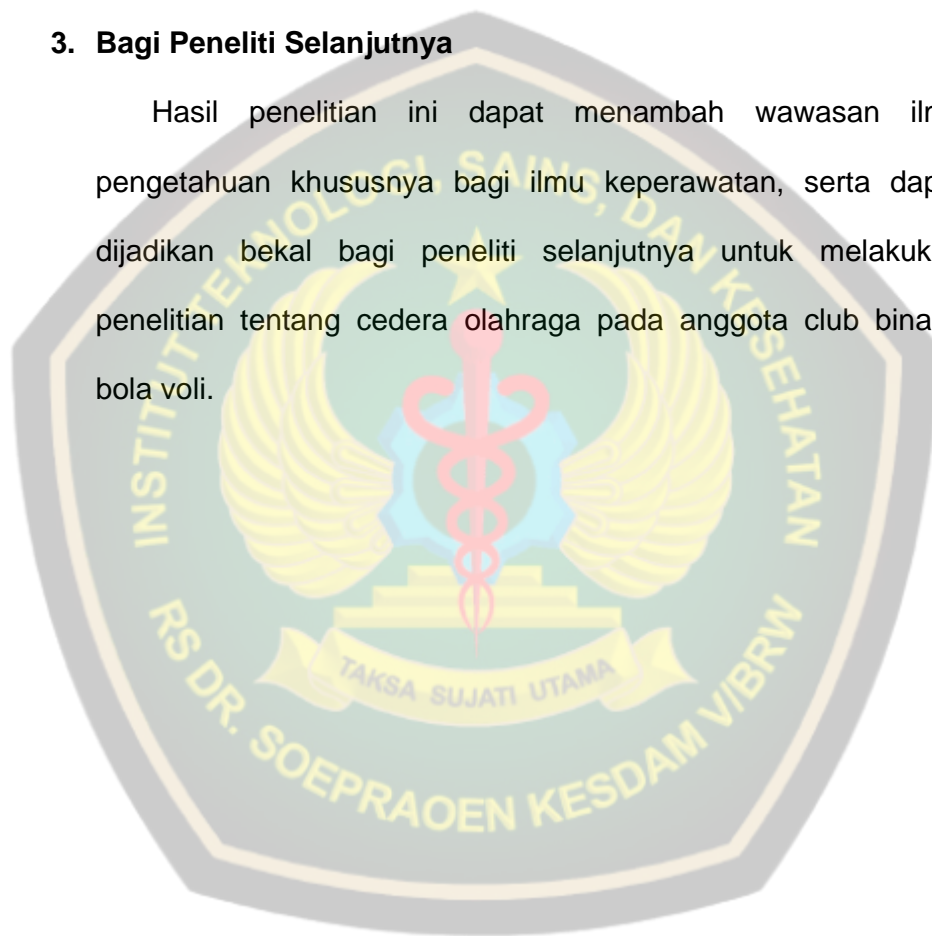 3. Bagi Peneliti Selanjutnya
Hasil penelitian ini dapat menambah wawasan
pengetahuan khususnya bagi ilmu keperawatan, serta
dijadikan bekal bagi peneliti selanjutnya untuk
penelitian tentang cedera olahraga pada anggota club
bola voli.
INSTITUT TEKNOLOGI, SAINS, DAN KESEHATAN
TAKSA SUJATI UTAMA
RS DR. SOEPRAOEN KESDAM V/BRW